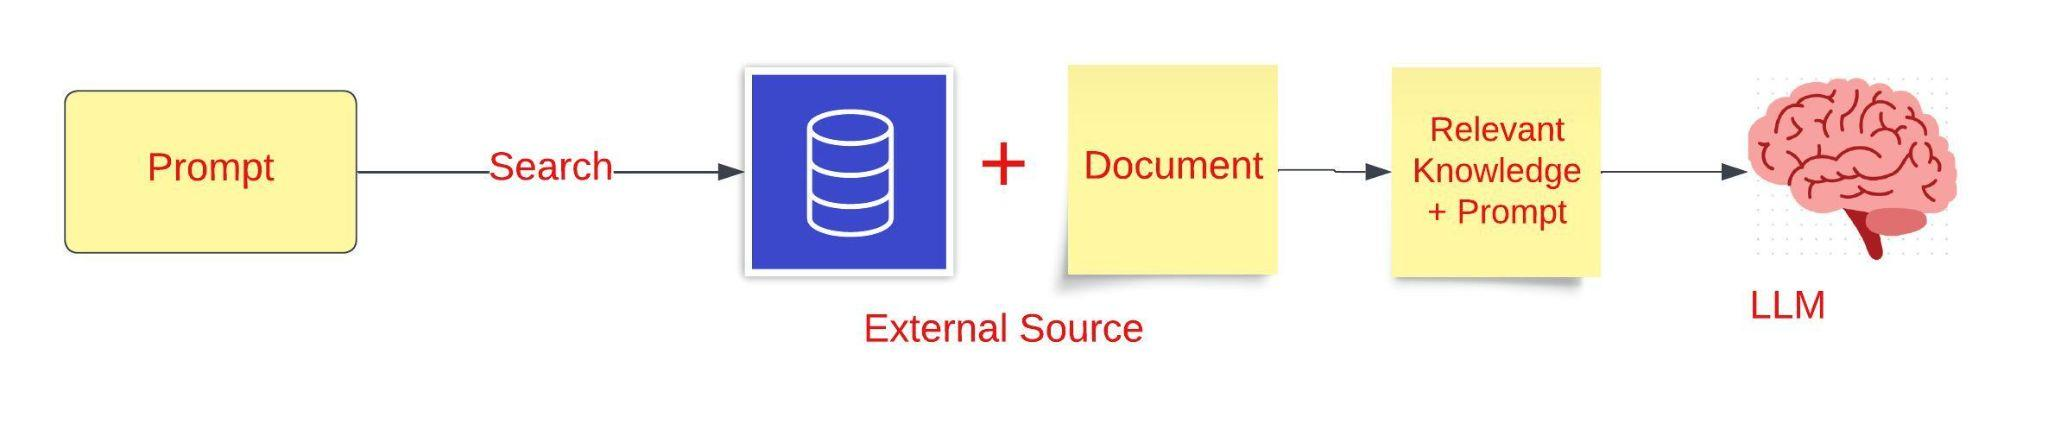 Prompt
Search
+
Document
Relevant
Knowledge
+ Prompt
External Source
LLM